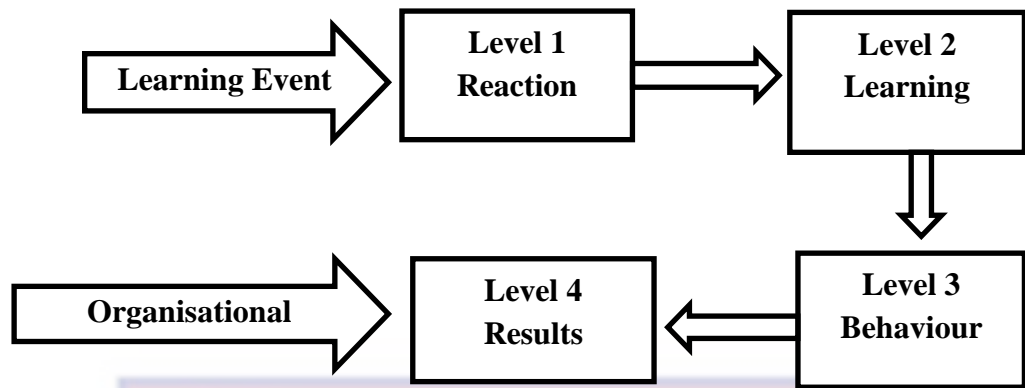 Learning Event
Level 1
Reaction
Level 2
Learning
Organisational
Level 4
Results
Level 3
Behaviour